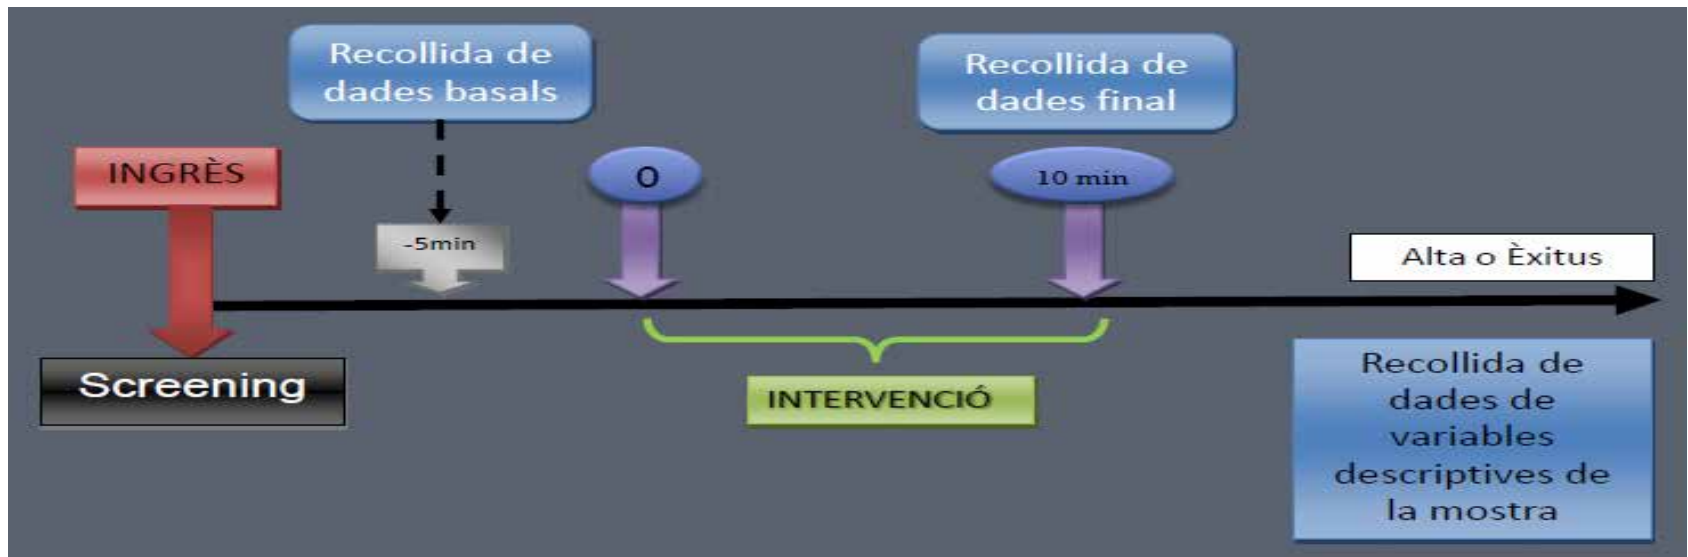 Recollida de
dades basals
Recollida de
dades final
INGRÈS
0
10 min
-5min
Alta o Èxitus
Screening
INTERVENCIÓ
Recollida de
dades de
variables
descriptives de
la mostra